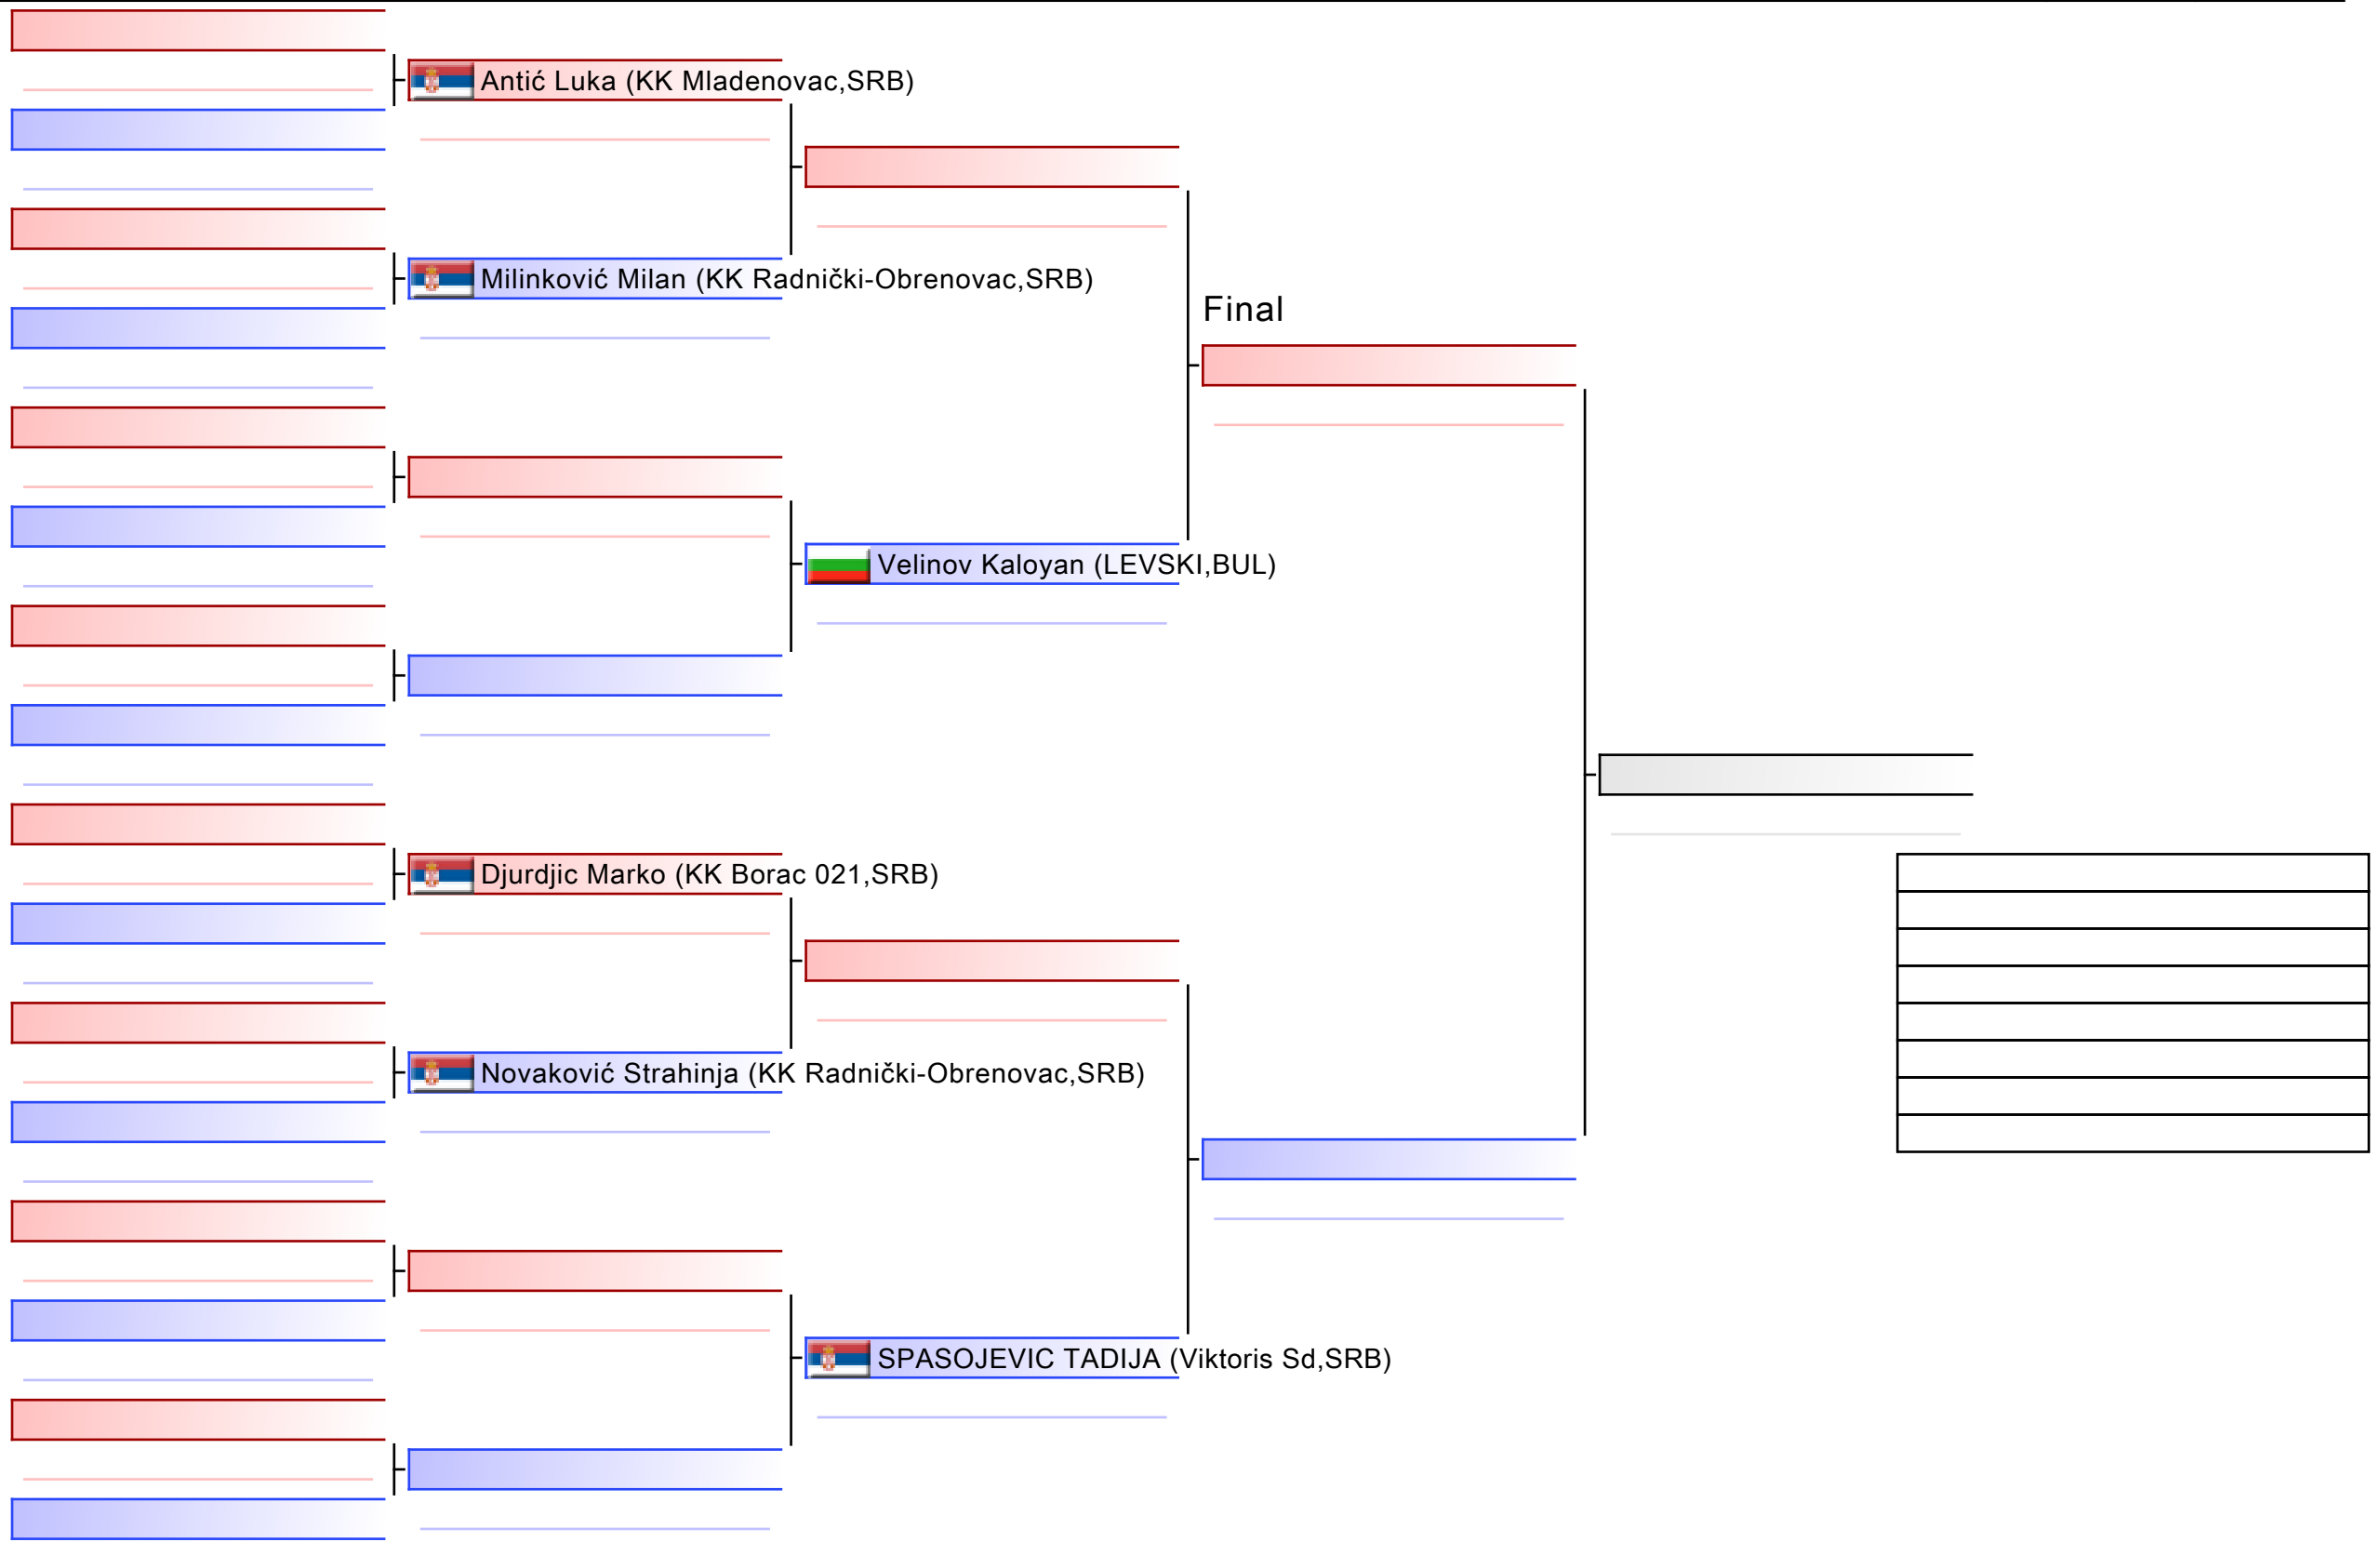 Antić Luka (KK Mladenovac,SRB)
Milinković Milan (KK Radnički-Obrenovac,SRB)
Final
Velinov Kaloyan (LEVSKI,BUL)
Djurdjic Marko (KK Borac 021,SRB)
Novaković Strahinja (KK Radnički-Obrenovac,SRB)
SPASOJEVIC TADIJA (Viktoris Sd,SRB)